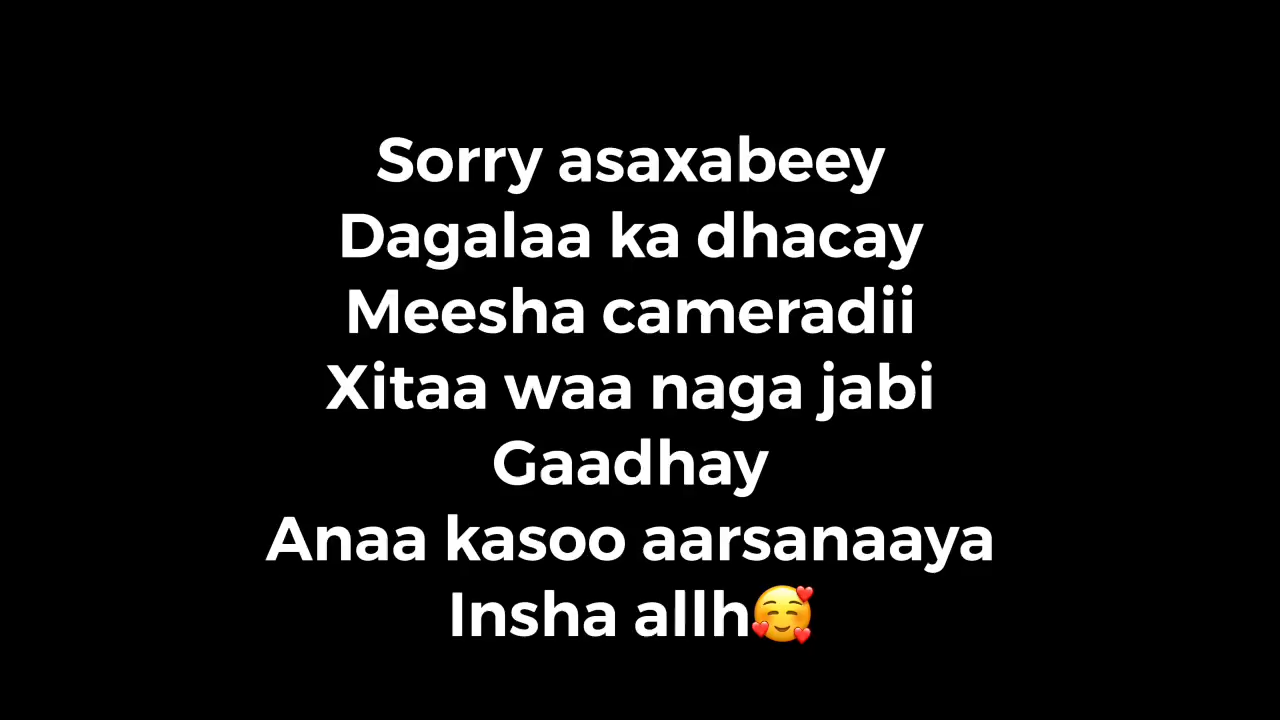 Sorry asaxabeey
Dagalaa ka dhacay
Meesha cameradii
Xitaa waa naga jabi
Gaadhay
Anaa kasoo aarsanaaya
Insha allh🥰